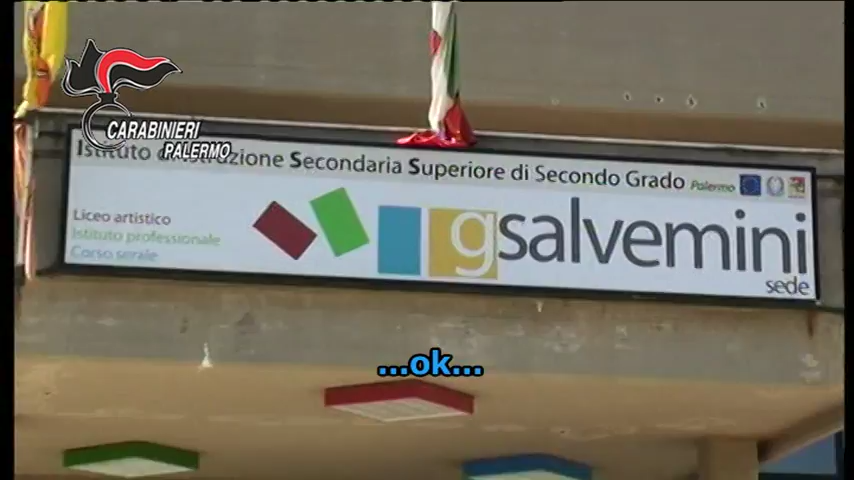 CARABINIERI
PALERMO
Istituto Istruzione Secondaria Superiore di Secondo Grado Palermo
Liceo artistico
Istituto professionale
Corso serale
gsalvemini
sede
...ok...